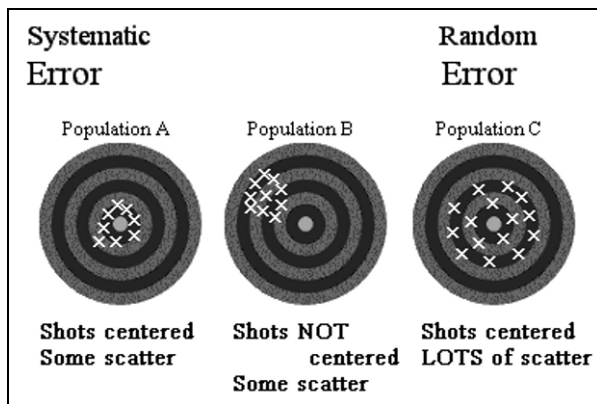 Systematic
Error
Random
Error
Population A
Population B
Population C
Shots centered
Some scatter
Shots NOT
centered
Some scatter
Shots centered
LOTS of scatter